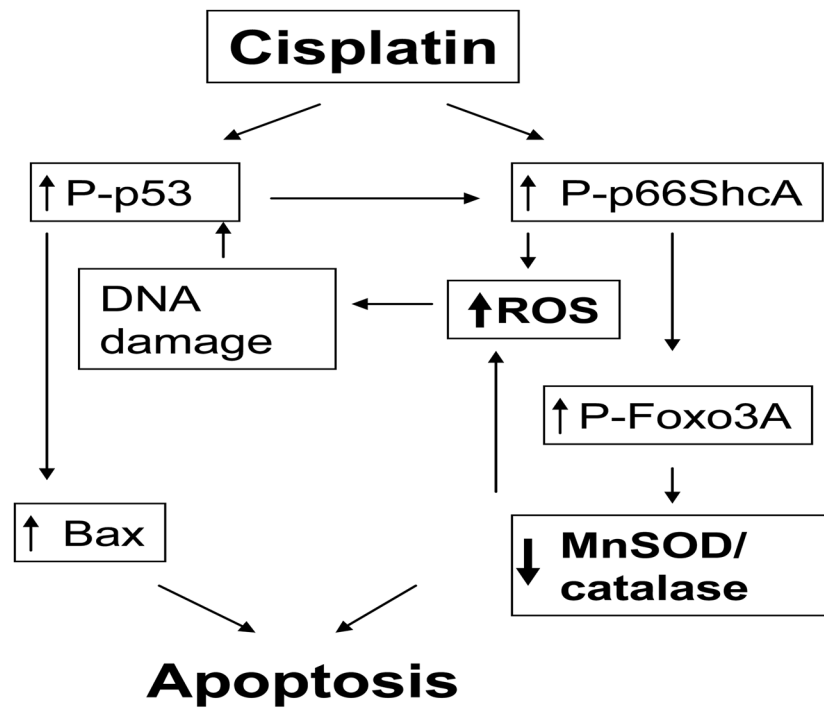 Cisplatin
P-p53
P-p66ShcA
DNA
damage
ROS
P-Foxo3A
Bax
MnSOD/
catalase
Apoptosis